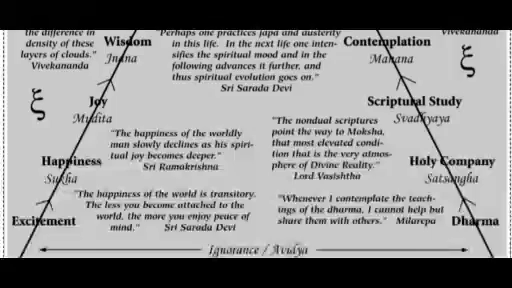 the difference in
density of these
layers of clouds."
Vivekananda
Wisdom
Jnana
"Perhaps one practices japa and austerity
in this life. In the next life one inten-
sifies the spiritual mood and in the
following advances it further, and
thus spiritual evolution goes on."
Sri Sarada Devi
Contemplation
Manana
Vivekananda
ξ
ξ
Joy
Mudita
Scriptural Study
Svadhyaya
"The happiness of the worldly
man slowly declines as his spiri-
tual joy becomes deeper."
Sri Ramakrishna
"The nondual scriptures
point the way to Moksha,
that most elevated condi-
tion that is the very atmos-
phere of Divine Reality."
Lord Vasishtha
Happiness
Sukha
Holy Company
Satsangha
"The happiness of the world is transitory.
The less you become attached to the
world, the more you enjoy peace of
mind." Sri Sarada Devi
"Whenever I contemplate the teach-
ings of the dharma, I cannot help but
share them with others." Milarepa
Excitement
Dharma
Ignorance / Avidya